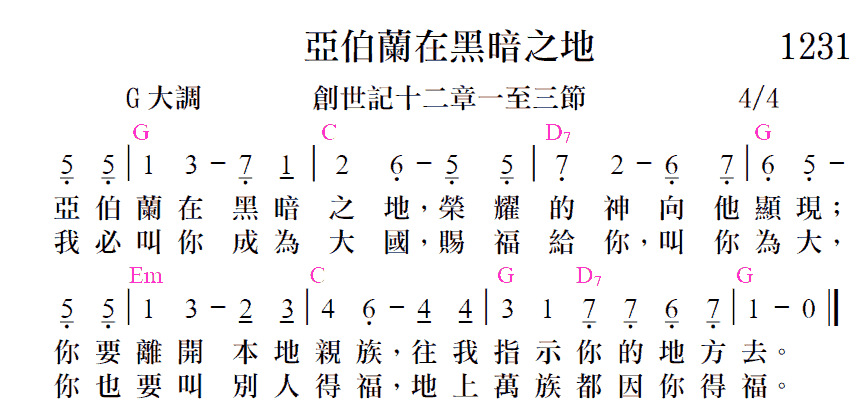 亞伯蘭在黑暗之地 1231
G 大調 創世記十二章一至三節 4/4
G C D7 G
5 5 | 1 3 - 7 1 | 2 6 - 5 5 | 7 2 - 6 7 | 6 5 -
亞伯蘭在黑暗之地，榮耀的神向他顯現；
我必叫你成為大國，賜福給你，叫你為大，
Em C G D7 G
5 5 | 1 3 - 2 3 | 4 6 - 4 4 | 3 1 7 7 6 7 | 1 - 0 ‖
你要離開本地親族，往我指示你的地方去。
你也要叫別人得福，地上萬族都因你得福。